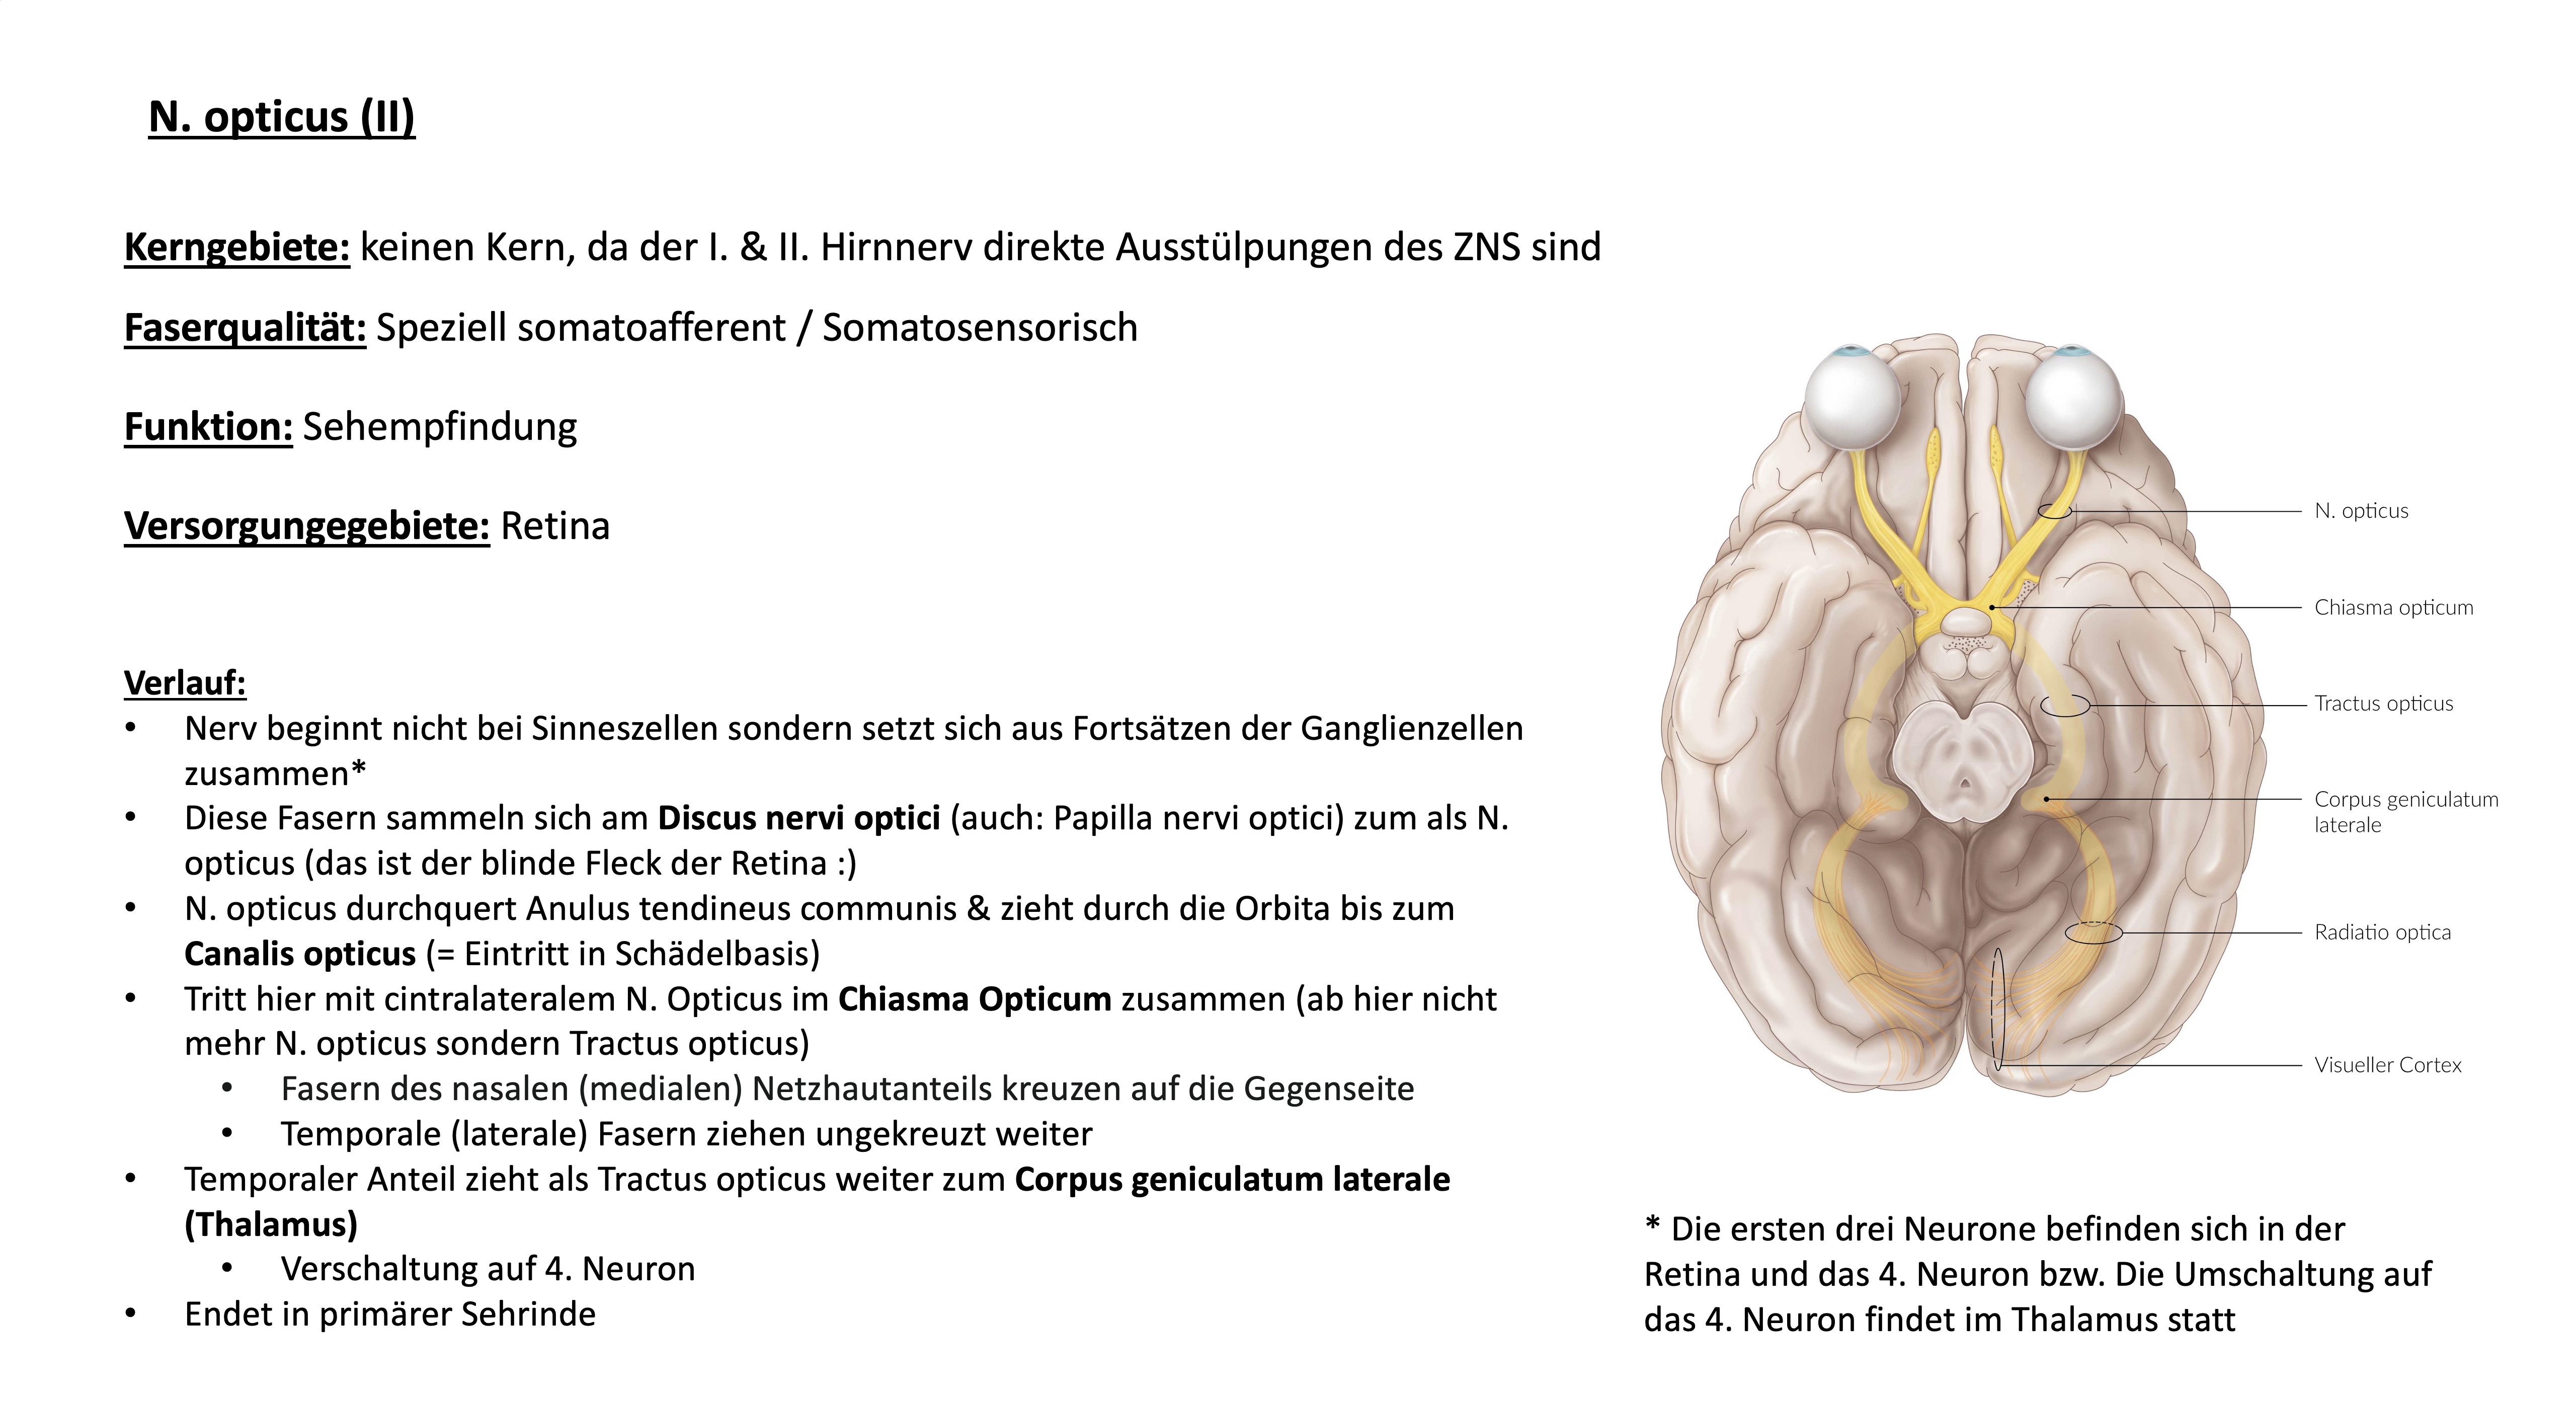 N. opticus (II)
Kerngebiete: keinen Kern, da der I. & II. Hirnnerv direkte Ausstülpungen des ZNS sind
Faserqualität: Speziell somatoafferent / Somatosensorisch
Funktion: Sehempfindung
Versorgungegebiete: Retina
Verlauf:
• Nerv beginnt nicht bei Sinneszellen sondern setzt sich aus Fortsätzen der Ganglienzellen
zusammen*
• Diese Fasern sammeln sich am Discus nervi optici (auch: Papilla nervi optici) zum als N.
opticus (das ist der blinde Fleck der Retina :)
• N. opticus durchquert Anulus tendineus communis & zieht durch die Orbita bis zum
Canalis opticus (= Eintritt in Schädelbasis)
• Tritt hier mit cintralateralem N. Opticus im Chiasma Opticum zusammen (ab hier nicht
mehr N. opticus sondern Tractus opticus)
• Fasern des nasalen (medialen) Netzhautanteils kreuzen auf die Gegenseite
• Temporale (laterale) Fasern ziehen ungekreuzt weiter
• Temporaler Anteil zieht als Tractus opticus weiter zum Corpus geniculatum laterale
(Thalamus)
• Verschaltung auf 4. Neuron
• Endet in primärer Sehrinde
N. opticus
Chiasma opticum
Tractus opticus
Corpus geniculatum
laterale
Radiatio optica
Visueller Cortex
* Die ersten drei Neurone befinden sich in der
Retina und das 4. Neuron bzw. Die Umschaltung auf
das 4. Neuron findet im Thalamus statt